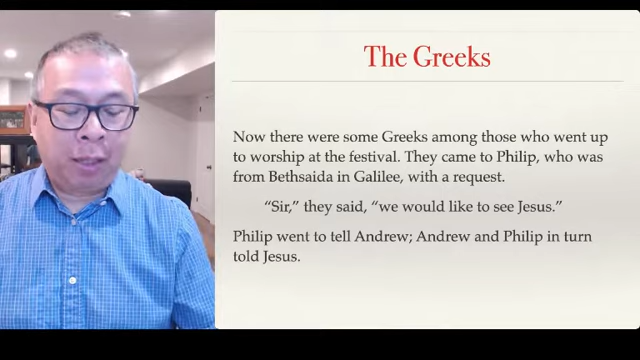 The Greeks
Now there were some Greeks among those who went up
to worship at the festival. They came to Philip, who was
from Bethsaida in Galilee, with a request.
“Sir,” they said, “we would like to see Jesus.”
Philip went to tell Andrew; Andrew and Philip in turn
told Jesus.